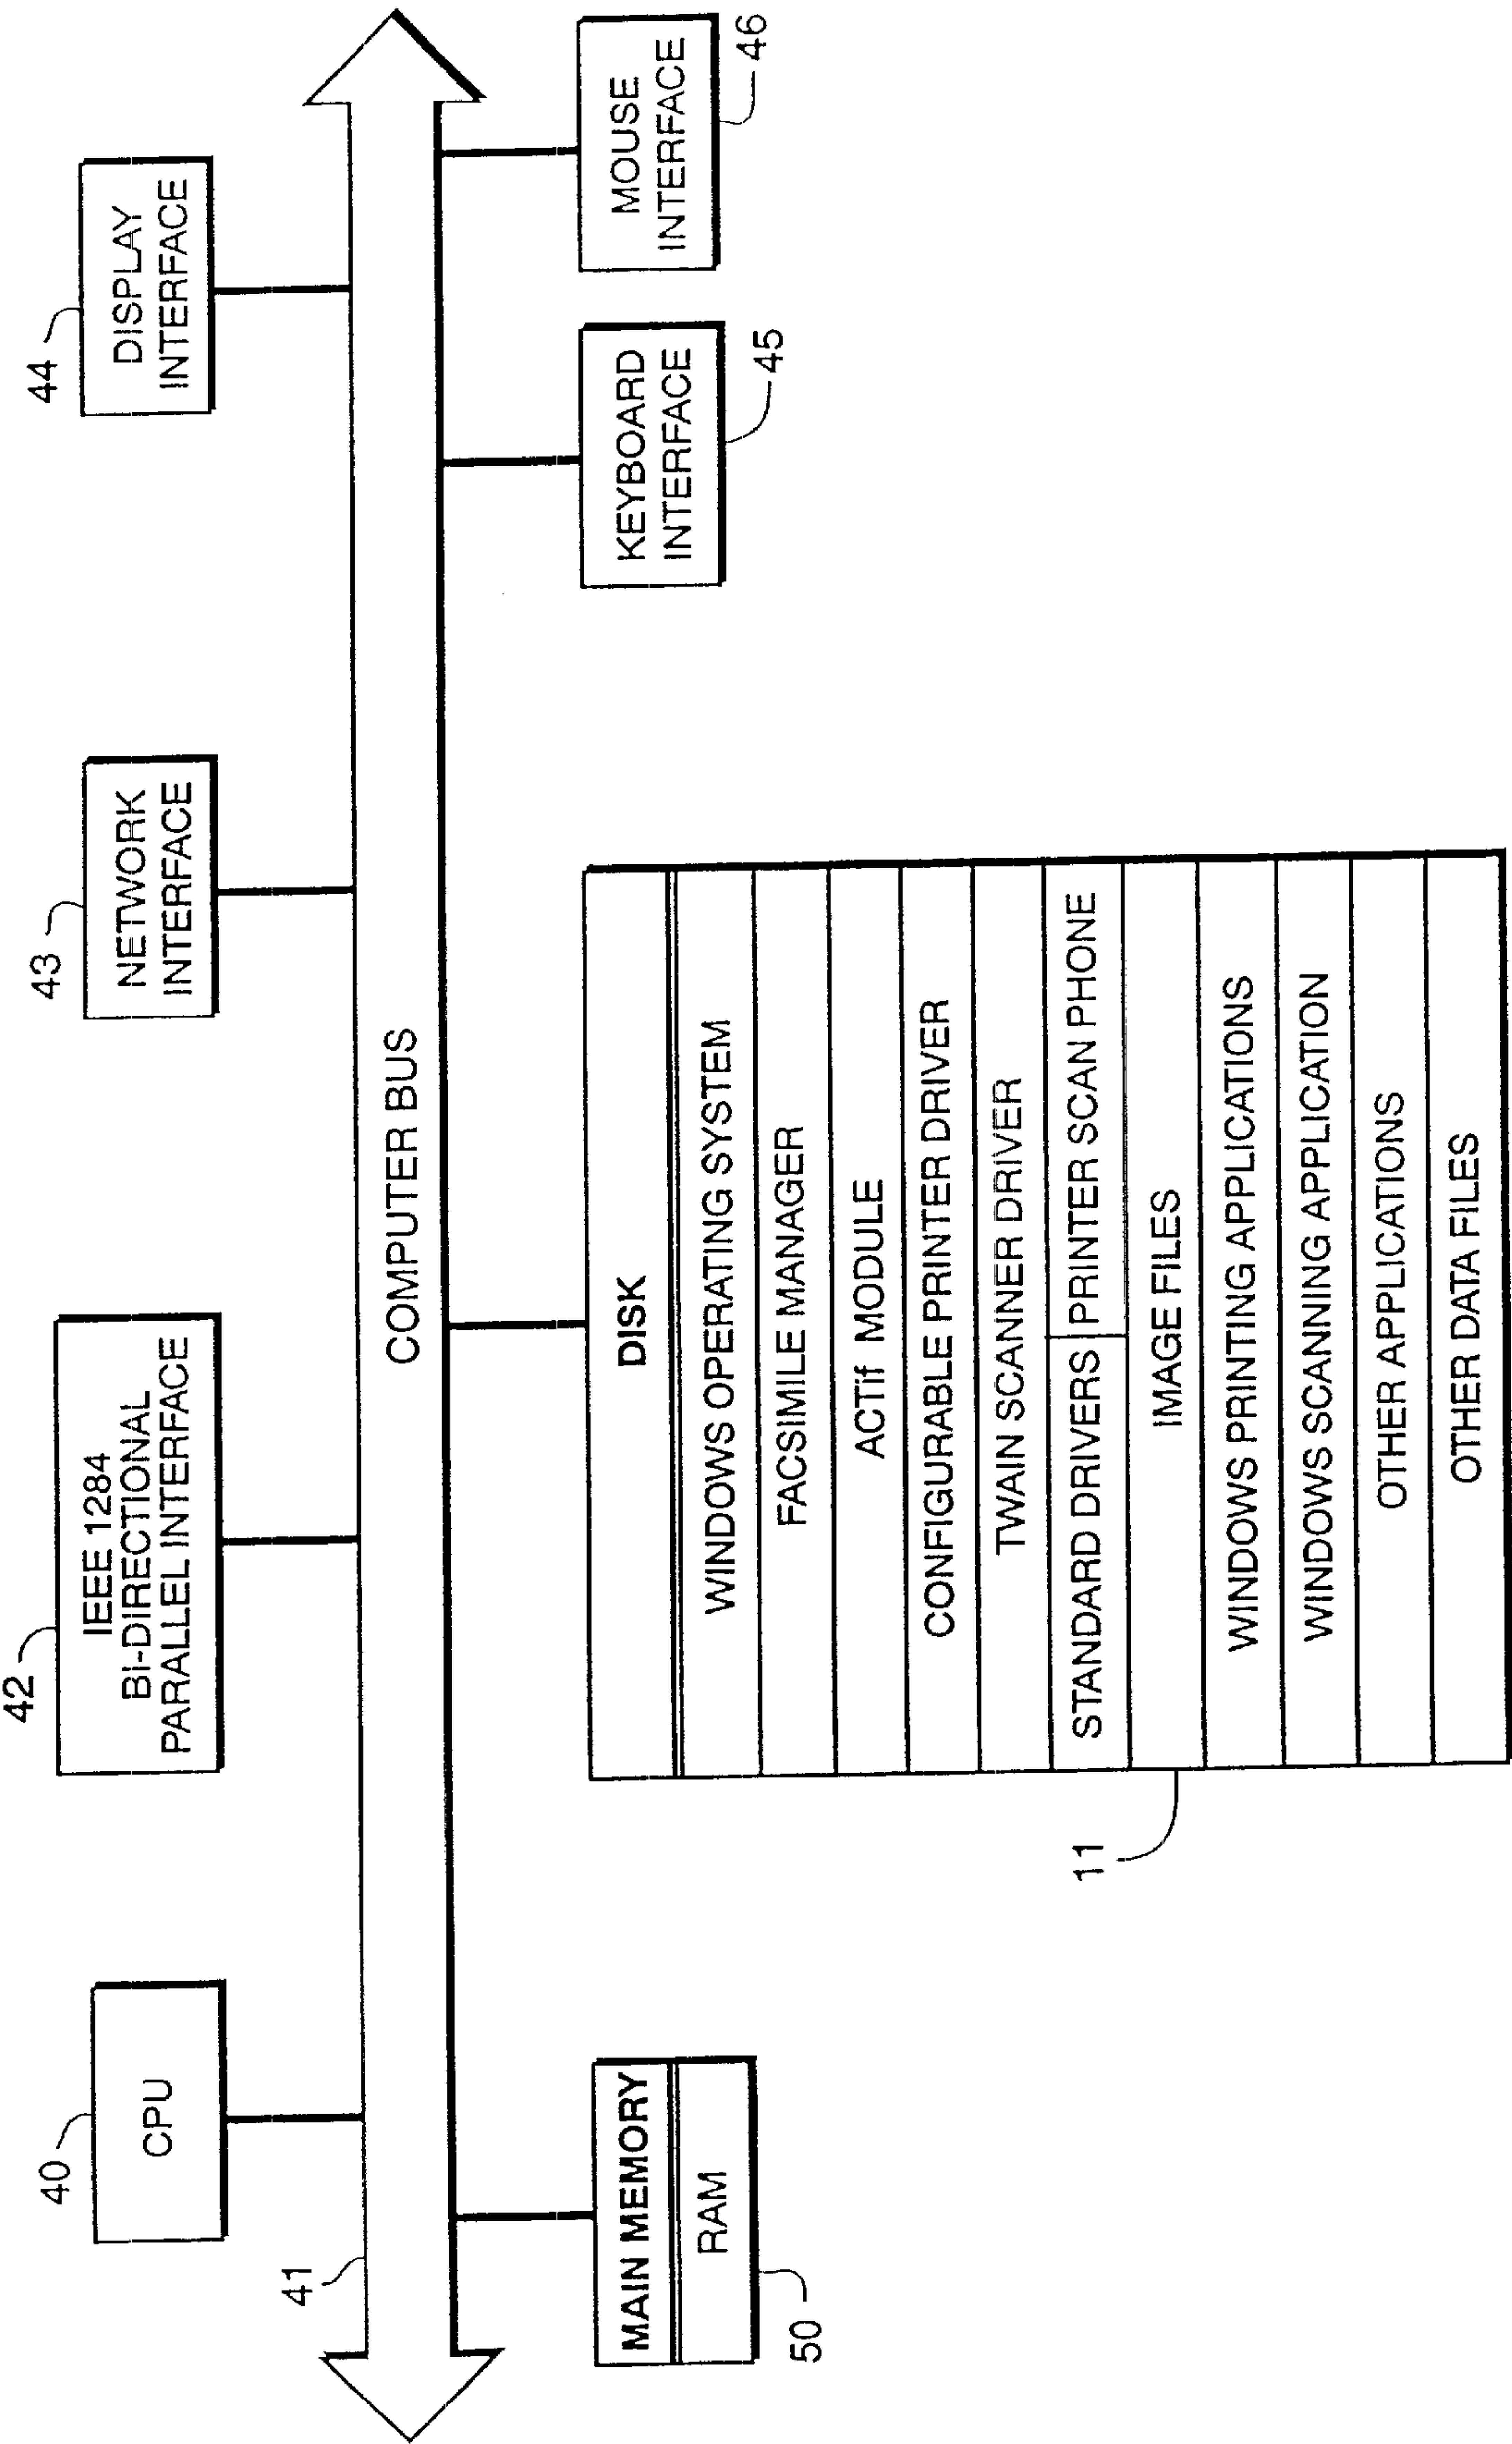 40
CPU
42
IEEE 1284
BI-DIRECTIONAL
PARALLEL INTERFACE
43
NETWORK
INTERFACE
44
DISPLAY
INTERFACE
41
COMPUTER BUS
MAIN MEMORY
RAM
50
DISK
WINDOWS OPERATING SYSTEM
FACSIMILE MANAGER
ACTif MODULE
CONFIGURABLE PRINTER DRIVER
TWAIN SCANNER DRIVER
STANDARD DRIVERS PRINTER SCAN PHONE
IMAGE FILES
WINDOWS PRINTING APPLICATIONS
WINDOWS SCANNING APPLICATION
OTHER APPLICATIONS
OTHER DATA FILES
11
KEYBOARD
INTERFACE
45
MOUSE
INTERFACE
46